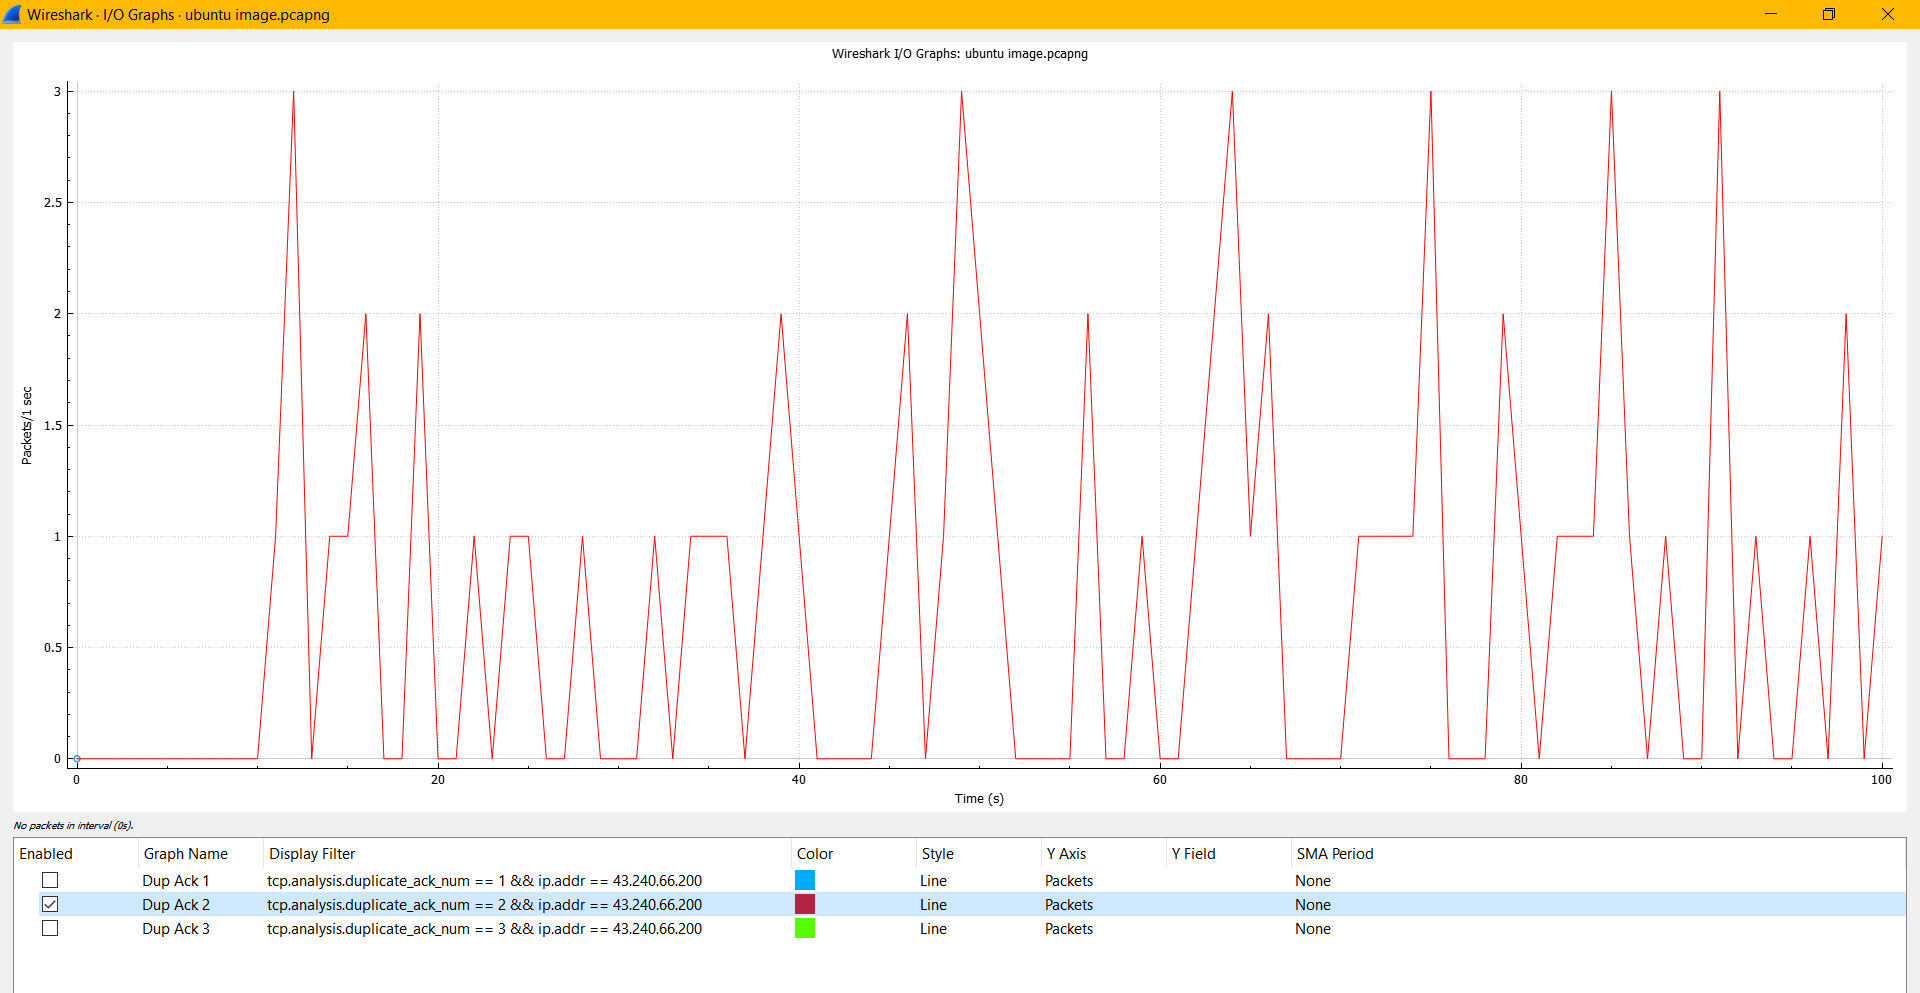 Wireshark · I/O Graphs · ubuntu image.pcapng
Wireshark I/O Graphs: ubuntu image.pcapng
3
2.5
2
1.5
1
0.5
0
Packets/1 sec
0 20 40 60 80 100
Time (s)
No packets in interval (0s).
Enabled Graph Name Display Filter Color Style Y Axis Y Field SMA Period
Dup Ack 1 tcp.analysis.duplicate_ack_num == 1 && ip.addr == 43.240.66.200 Line Packets None
Dup Ack 2 tcp.analysis.duplicate_ack_num == 2 && ip.addr == 43.240.66.200 Line Packets None
Dup Ack 3 tcp.analysis.duplicate_ack_num == 3 && ip.addr == 43.240.66.200 Line Packets None